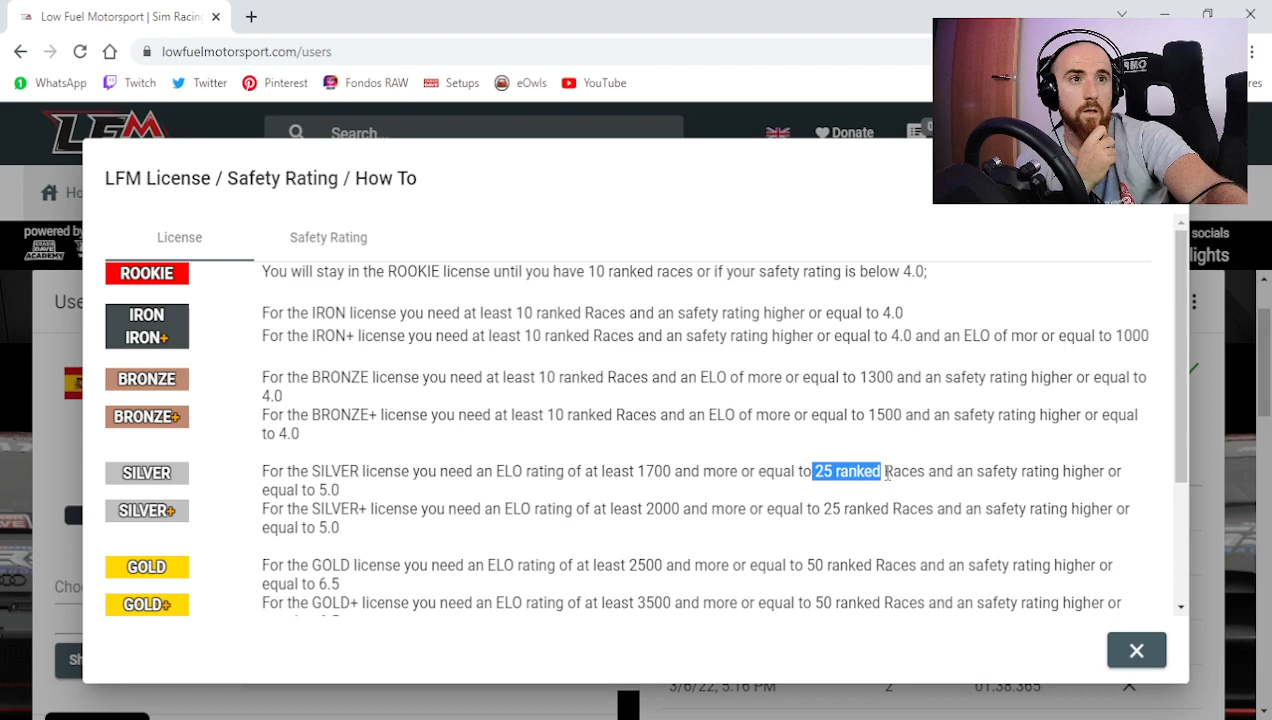 Low Fuel Motorsport | Sim Racing
lowfuelmotorsport.com/users
WhatsApp
Twitch
Twitter
Pinterest
Fondos RAW
Setups
eOwls
YouTube
LFM
Search...
Donate
powered by
socials
LFM License / Safety Rating / How To
License
Safety Rating
ROOKIE
You will stay in the ROOKIE license until you have 10 ranked races or if your safety rating is below 4.0;
IRON
For the IRON license you need at least 10 ranked Races and an safety rating higher or equal to 4.0
IRON+
For the IRON+ license you need at least 10 ranked Races and an safety rating higher or equal to 4.0 and an ELO of mor or equal to 1000
BRONZE
For the BRONZE license you need at least 10 ranked Races and an ELO of more or equal to 1300 and an safety rating higher or equal to
4.0
BRONZE+
For the BRONZE+ license you need at least 10 ranked Races and an ELO of more or equal to 1500 and an safety rating higher or equal
to 4.0
SILVER
For the SILVER license you need an ELO rating of at least 1700 and more or equal to 25 ranked Races and an safety rating higher or
equal to 5.0
SILVER+
For the SILVER+ license you need an ELO rating of at least 2000 and more or equal to 25 ranked Races and an safety rating higher or
equal to 5.0
GOLD
For the GOLD license you need an ELO rating of at least 2500 and more or equal to 50 ranked Races and an safety rating higher or
equal to 6.5
GOLD+
For the GOLD+ license you need an ELO rating of at least 3500 and more or equal to 50 ranked Races and an safety rating higher or
3/6/22, 5:16 PM
2
01:38.365